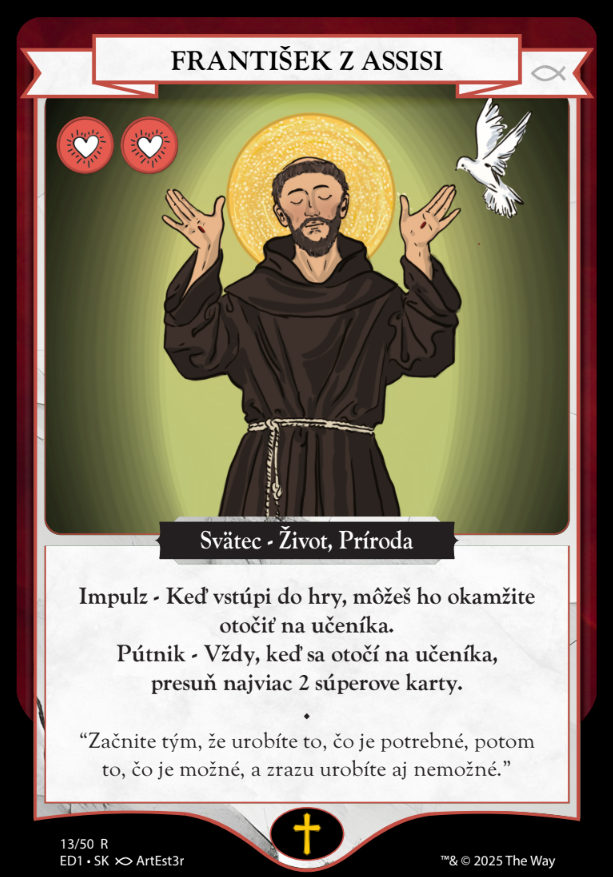 FRANTIŠEK Z ASSISI
Svätec - Život, Príroda
Impulz - Keď vstúpi do hry, môžeš ho okamžite
otočiť na učeníka.
Pútnik - Vždy, keď sa otočí na učeníka,
presuň najviac 2 súperove karty.
“Začnite tým, že urobíte to, čo je potrebné, potom
to, čo je možné, a zrazu urobíte aj nemožné.”
13/50 R
ED1 • SK ArtEst3r
™& © 2025 The Way